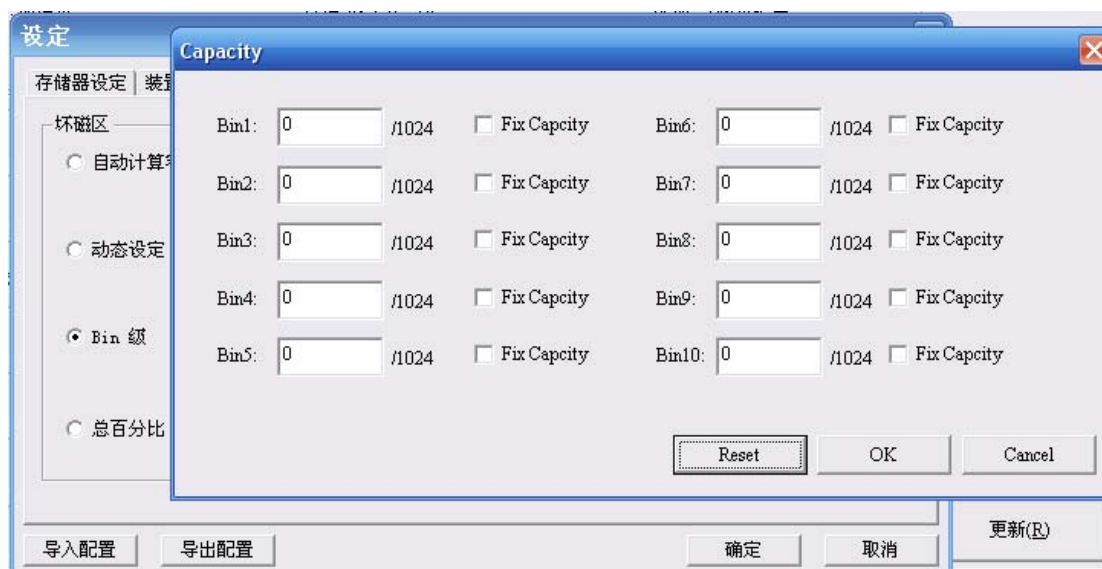 设定
Capacity
存储器设定
坏磁区
自动计算
动态设定
Bin 级
总百分比
Bin1: 0 /1024 Fix Capcity Bin6: 0 /1024 Fix Capcity
Bin2: 0 /1024 Fix Capcity Bin7: 0 /1024 Fix Capcity
Bin3: 0 /1024 Fix Capcity Bin8: 0 /1024 Fix Capcity
Bin4: 0 /1024 Fix Capcity Bin9: 0 /1024 Fix Capcity
Bin5: 0 /1024 Fix Capcity Bin10: 0 /1024 Fix Capcity
Reset OK Cancel
导入配置 导出配置 确定 取消 更新(R)